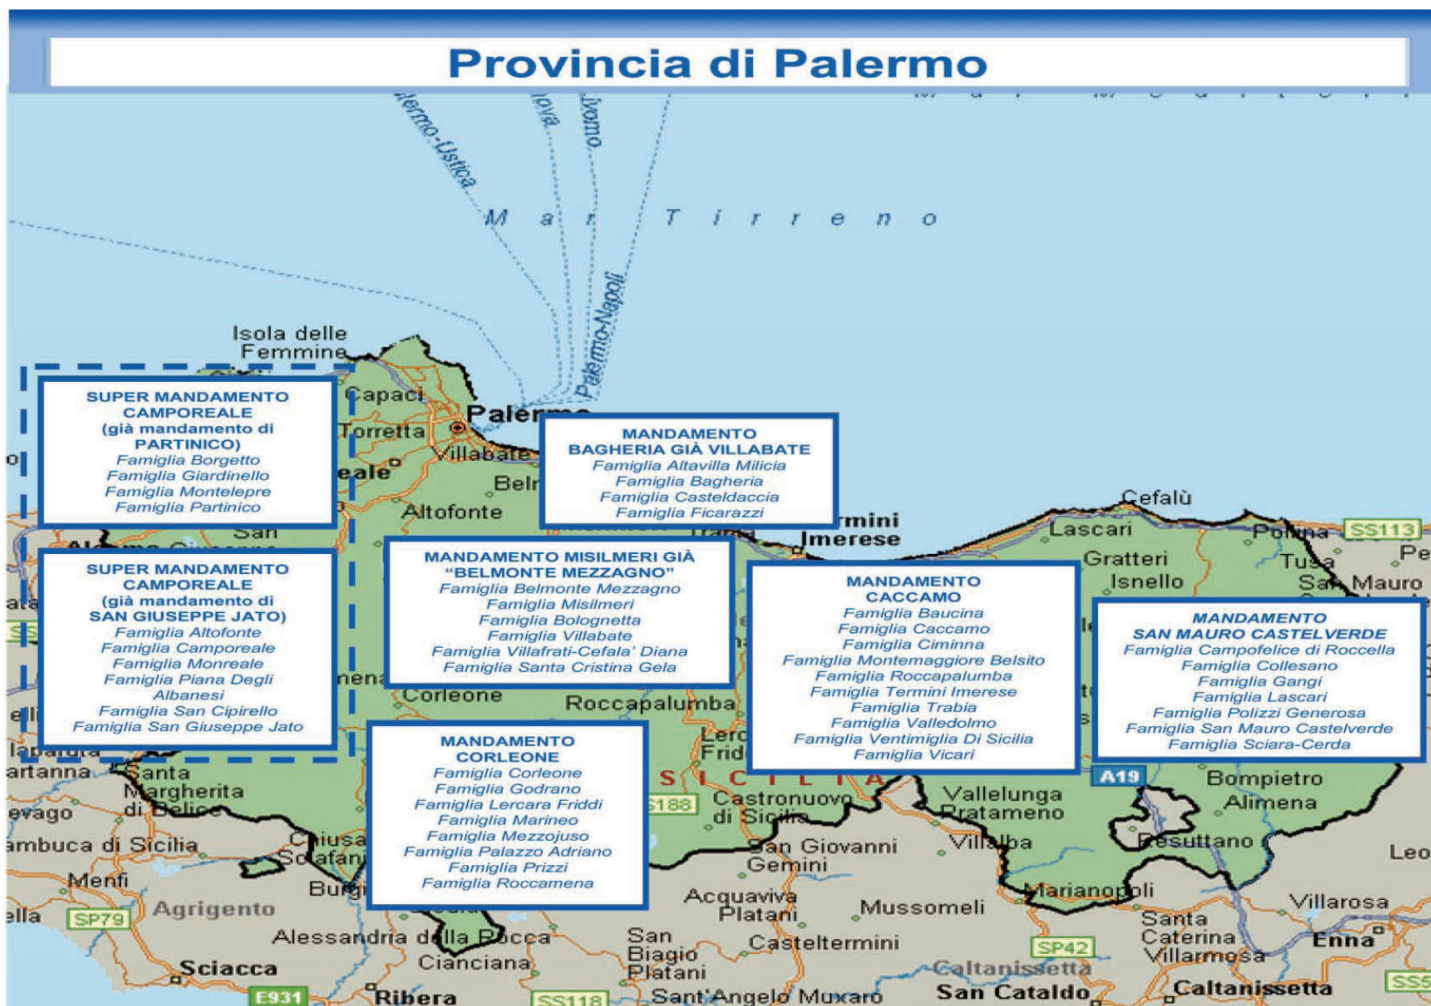 Provincia di Palermo
Palermo-Napoli
Mar Tirreno
Isola delle
Femmine
Capaci
Torretta
Palermo
Villabate
Altofonte
SUPER MANDAMENTO
CAMPOREALE
(già mandamento di
PARTINICO)
Famiglia Borgetto
Famiglia Giardinello
Famiglia Montelepre
Famiglia Partinico
MANDAMENTO
BAGHERIA GIÀ VILLABATE
Famiglia Altavilla Milicia
Famiglia Bagheria
Famiglia Casteldaccia
Famiglia Ficarazzi
Imerese
Cefalù
Lascari
Gratteri
Isnello
Pollina
Tusa
SS113
San Mauro
SUPER MANDAMENTO
CAMPOREALE
(già mandamento di
SAN GIUSEPPE JATO)
Famiglia Altofonte
Famiglia Camporeale
Famiglia Monreale
Famiglia Piana Degli
Albanesi
Famiglia San Cipirello
Famiglia San Giuseppe Jato
MANDAMENTO MISILMERI GIÀ
“BELMONTE MEZZAGNO”
Famiglia Belmonte Mezzagno
Famiglia Misilmeri
Famiglia Bolognetta
Famiglia Villabate
Famiglia Villafrati-Cefala’ Diana
Famiglia Santa Cristina Gela
MANDAMENTO
CACCAMO
Famiglia Baucina
Famiglia Caccamo
Famiglia Ciminna
Famiglia Montemaggiore Belsito
Famiglia Roccapalumba
Famiglia Termini Imerese
Famiglia Trabia
Famiglia Valledolmo
Famiglia Ventimiglia Di Sicilia
Famiglia Vicari
MANDAMENTO
SAN MAURO CASTELVERDE
Famiglia Campofelice di Roccella
Famiglia Collesano
Famiglia Gangi
Famiglia Lascari
Famiglia Polizzi Generosa
Famiglia San Mauro Castelverde
Famiglia Sciara-Cerda
Corleone
Roccapalumba
MANDAMENTO
CORLEONE
Famiglia Corleone
Famiglia Godrano
Famiglia Lercara Friddi
Famiglia Marineo
Famiglia Mezzojuso
Famiglia Palazzo Adriano
Famiglia Prizzi
Famiglia Roccamena
SICILIA
SS188
Castronuovo
di Sicilia
A19
Vallelunga
Pratameno
Villalba
Bompietro
Alimena
Resuttano
Santa
Margherita
di Belice
Menfi
SP79
Agrigento
Sciacca
E931
Ribera
Alessandria della Rocca
Cianciana
SS118
San
Biagio
Platani
Sant'Angelo Muxaro
San Giovanni
Gemini
Acquaviva
Platani
Casteltermini
Mussomeli
Marianopoli
SP42
Caltanissetta
San Cataldo
Santa
Caterina
Villarmosa
Caltanissetta
Villarosa
Enna